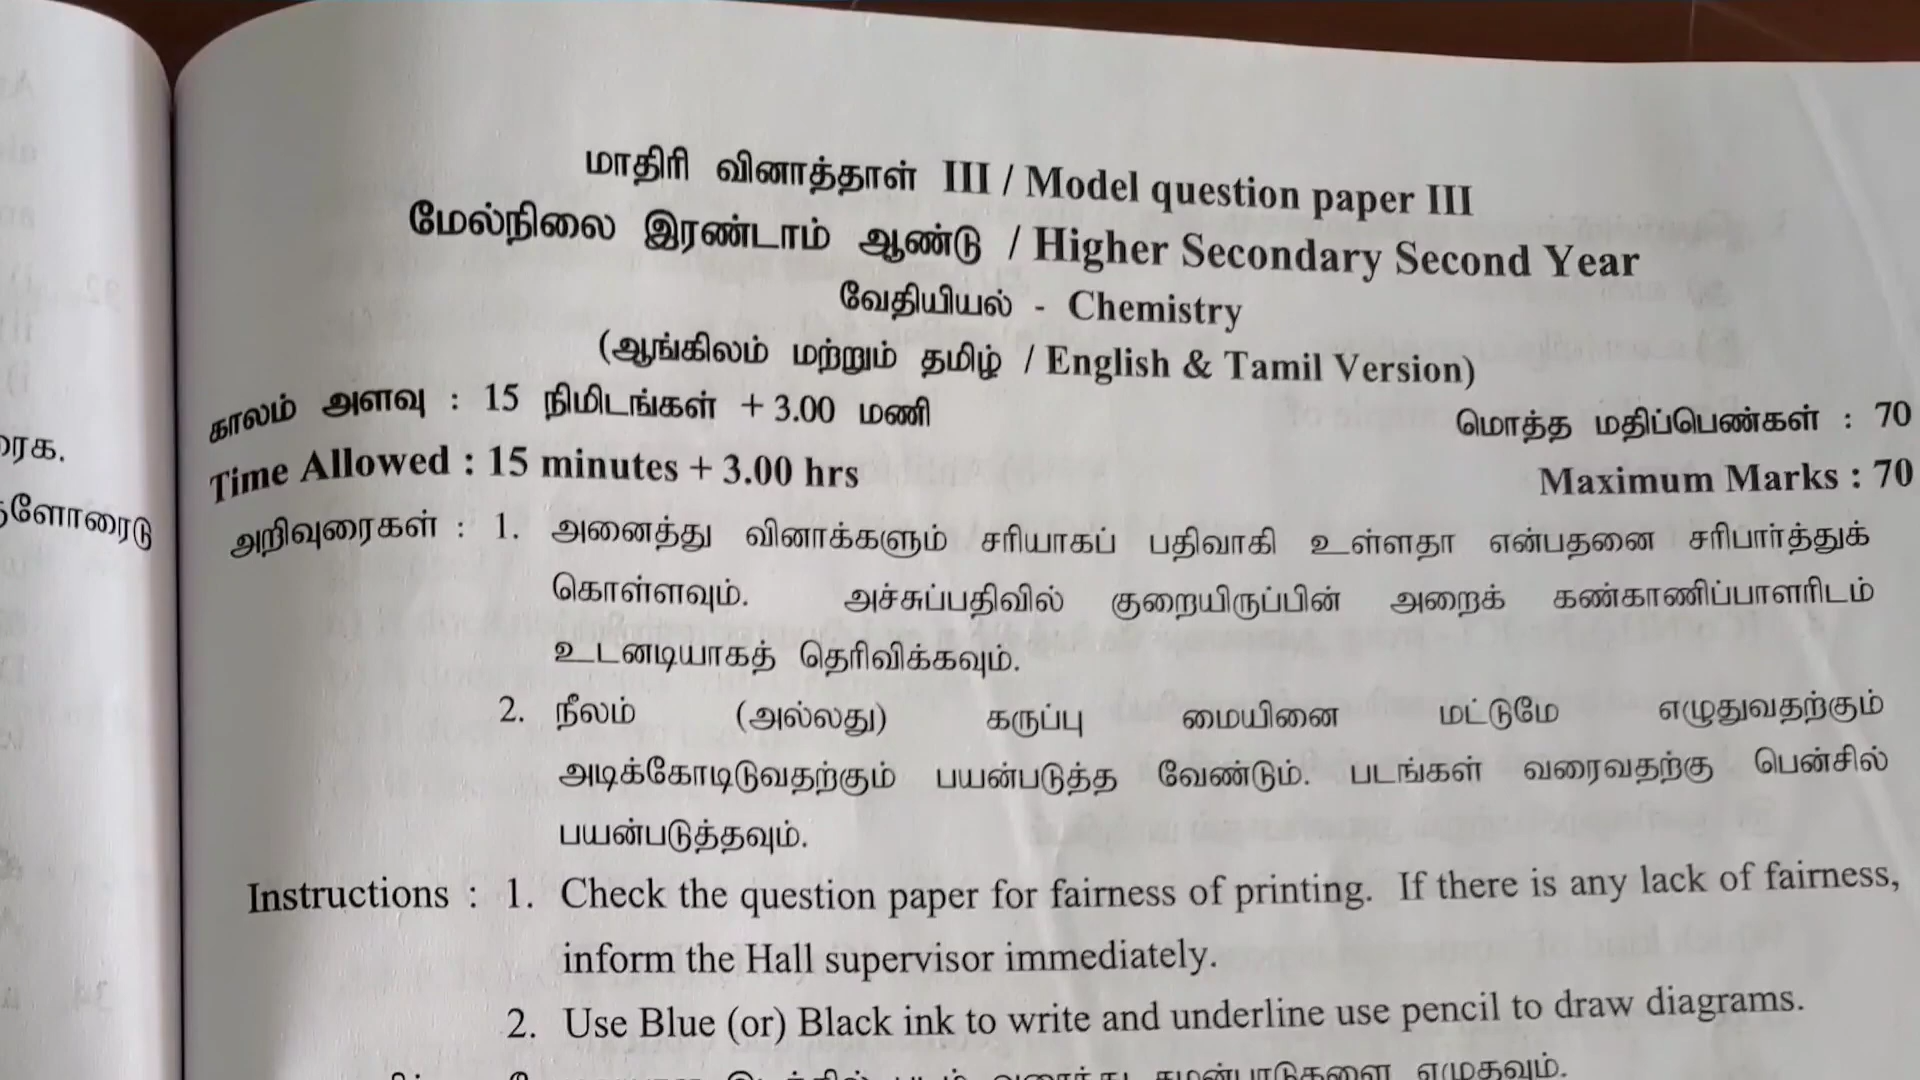 மாதிரி வினாத்தாள் III / Model question paper III
மேல்நிலை இரண்டாம் ஆண்டு / Higher Secondary Second Year
வேதியியல் - Chemistry
(ஆங்கிலம் மற்றும் தமிழ் / English & Tamil Version)
காலம் அளவு : 15 நிமிடங்கள் + 3.00 மணி
மொத்த மதிப்பெண்கள் : 70
Time Allowed : 15 minutes + 3.00 hrs
Maximum Marks : 70
அறிவுரைகள் : 1. அனைத்து வினாக்களும் சரியாகப் பதிவாகி உள்ளதா என்பதனை சரிபார்த்துக்
கொள்ளவும். அச்சுப்பதிவில் குறையிருப்பின் அறைக் கண்காணிப்பாளரிடம்
உடனடியாகத் தெரிவிக்கவும்.
2. நீலம் (அல்லது) கருப்பு மையினை மட்டுமே எழுதுவதற்கும்
அடிக்கோடிடுவதற்கும் பயன்படுத்த வேண்டும். படங்கள் வரைவதற்கு பென்சில்
பயன்படுத்தவும்.
Instructions : 1. Check the question paper for fairness of printing. If there is any lack of fairness,
inform the Hall supervisor immediately.
2. Use Blue (or) Black ink to write and underline use pencil to draw diagrams.